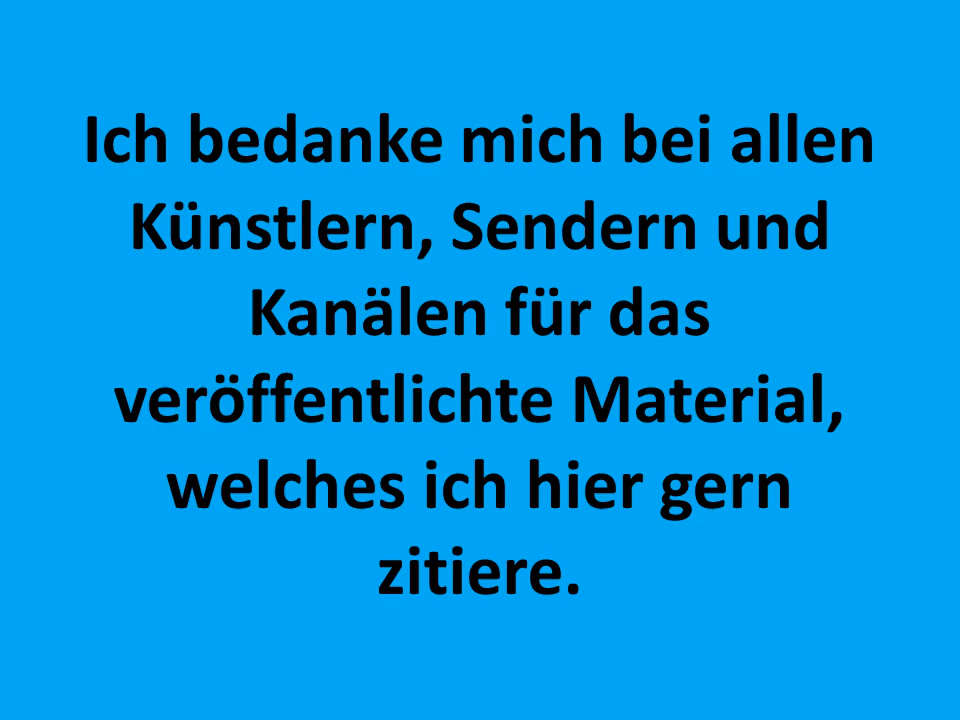 Ich bedanke mich bei allen
Künstlern, Sendern und
Kanälen für das
veröffentlichte Material,
welches ich hier gern
zitiere.